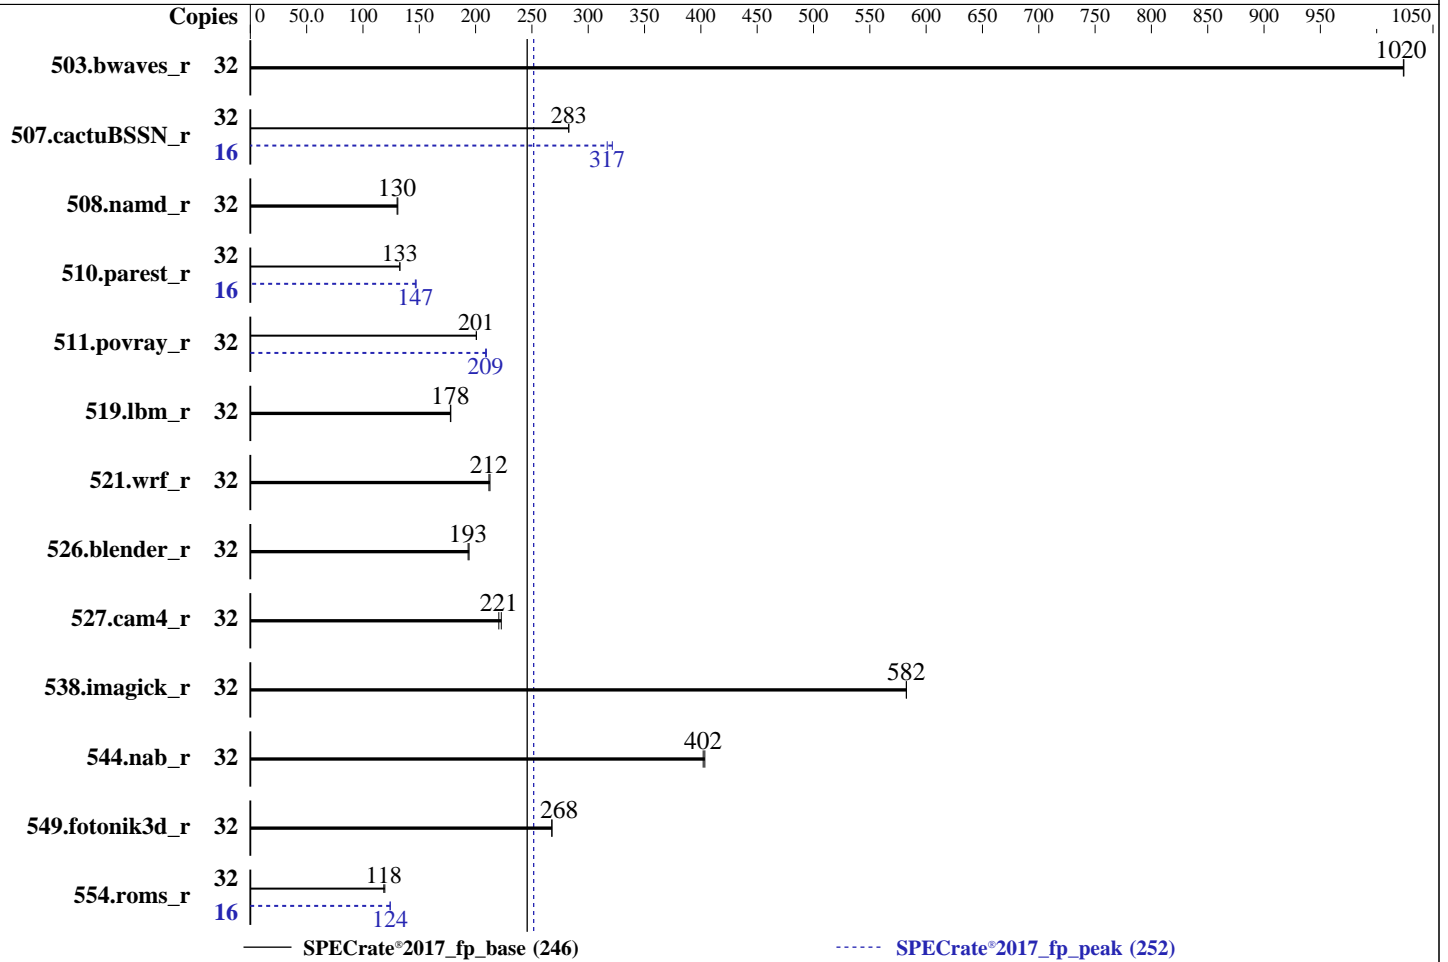 Copies 0 50.0 100 150 200 250 300 350 400 450 500 550 600 650 700 750 800 850 900 950 1050
503.bwaves_r 32 1020
507.cactuBSSN_r 32 283
16 317
508.namd_r 32 130
510.parest_r 32 133
16 147
511.povray_r 32 201
209
519.lbm_r 32 178
521.wrf_r 32 212
526.blender_r 32 193
527.cam4_r 32 221
538.imagick_r 32 582
544.nab_r 32 402
549.fotonik3d_r 32 268
554.roms_r 32 118
16 124
SPECrate®2017_fp_base (246) SPECrate®2017_fp_peak (252)